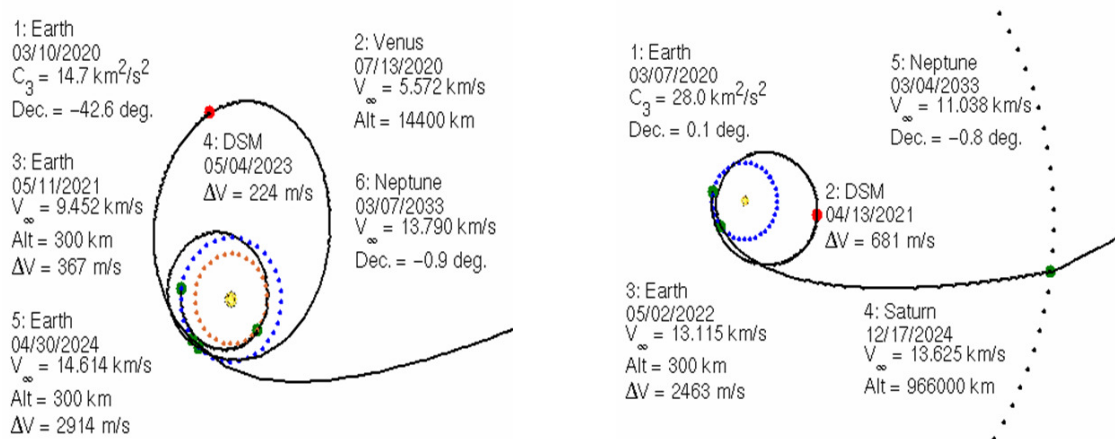 1: Earth
03/10/2020
C₃ = 14.7 km²/s²
Dec. = −42.6 deg.
2: Venus
07/13/2020
V∞ = 5.572 km/s
Alt = 14400 km
3: Earth
05/11/2021
V∞ = 9.452 km/s
Alt = 300 km
ΔV = 367 m/s
4: DSM
05/04/2023
ΔV = 224 m/s
5: Earth
04/30/2024
V∞ = 14.614 km/s
Alt = 300 km
ΔV = 2914 m/s
6: Neptune
03/07/2033
V∞ = 13.790 km/s
Dec. = −0.9 deg.
1: Earth
03/07/2020
C₃ = 28.0 km²/s²
Dec. = 0.1 deg.
2: DSM
04/13/2021
ΔV = 681 m/s
3: Earth
05/02/2022
V∞ = 13.115 km/s
Alt = 300 km
ΔV = 2463 m/s
4: Saturn
12/17/2024
V∞ = 13.625 km/s
Alt = 966000 km
5: Neptune
03/04/2033
V∞ = 11.038 km/s
Dec. = −0.8 deg.